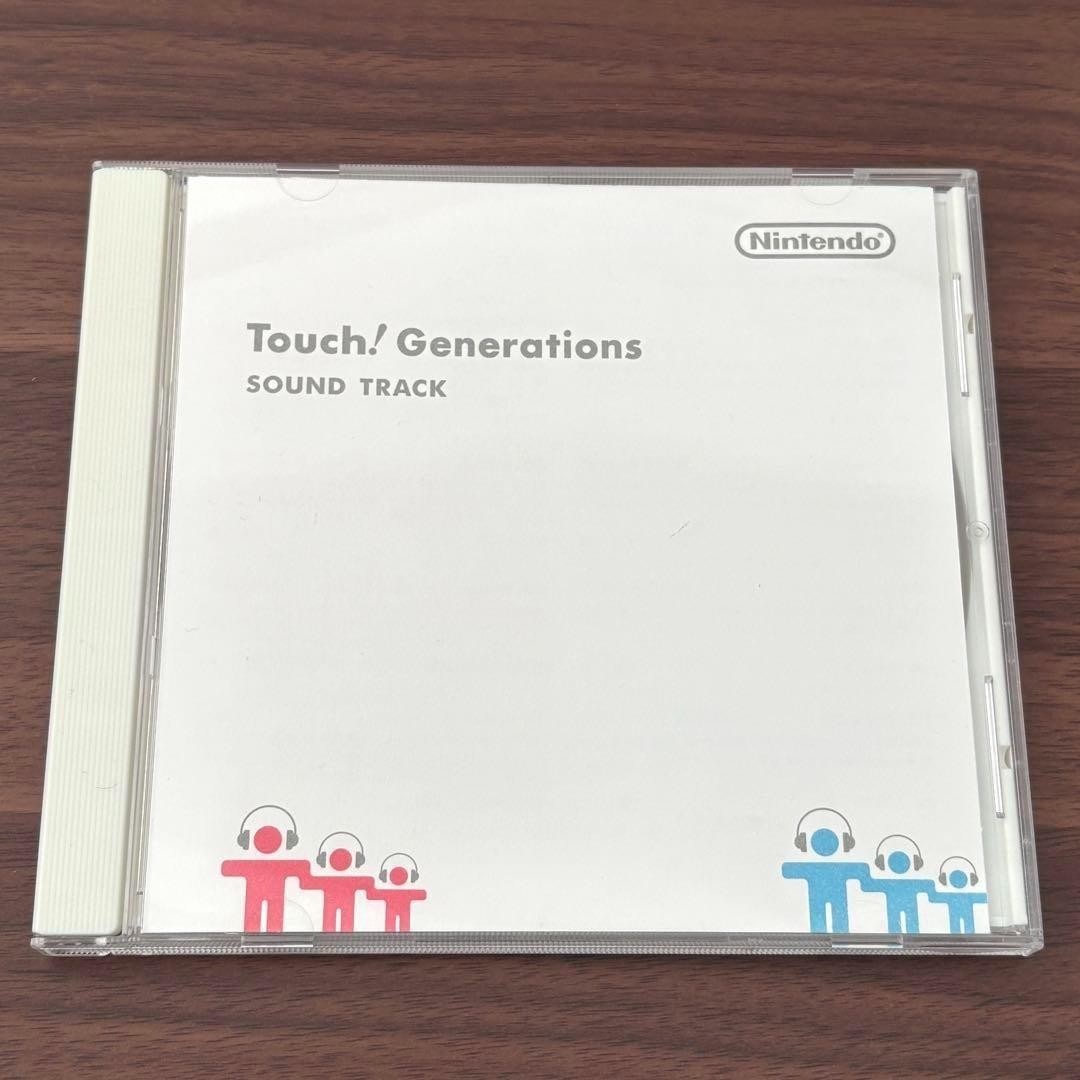 Nintendo®
Touch! Generations
SOUND TRACK